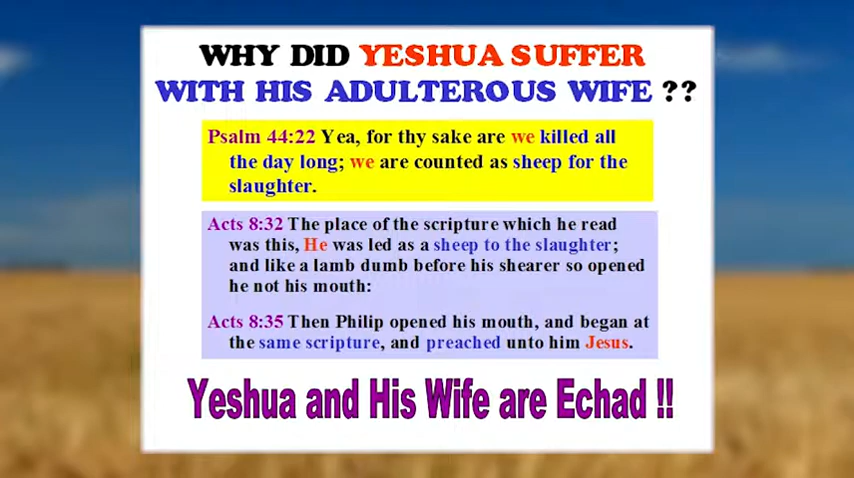 WHY DID YESHUA SUFFER
WITH HIS ADULTEROUS WIFE ??
Psalm 44:22 Yea, for thy sake are we killed all
the day long; we are counted as sheep for the
slaughter.
Acts 8:32 The place of the scripture which he read
was this, He was led as a sheep to the slaughter;
and like a lamb dumb before his shearer so opened
he not his mouth:
Acts 8:35 Then Philip opened his mouth, and began at
the same scripture, and preached unto him Jesus.
Yeshua and His Wife are Echad !!